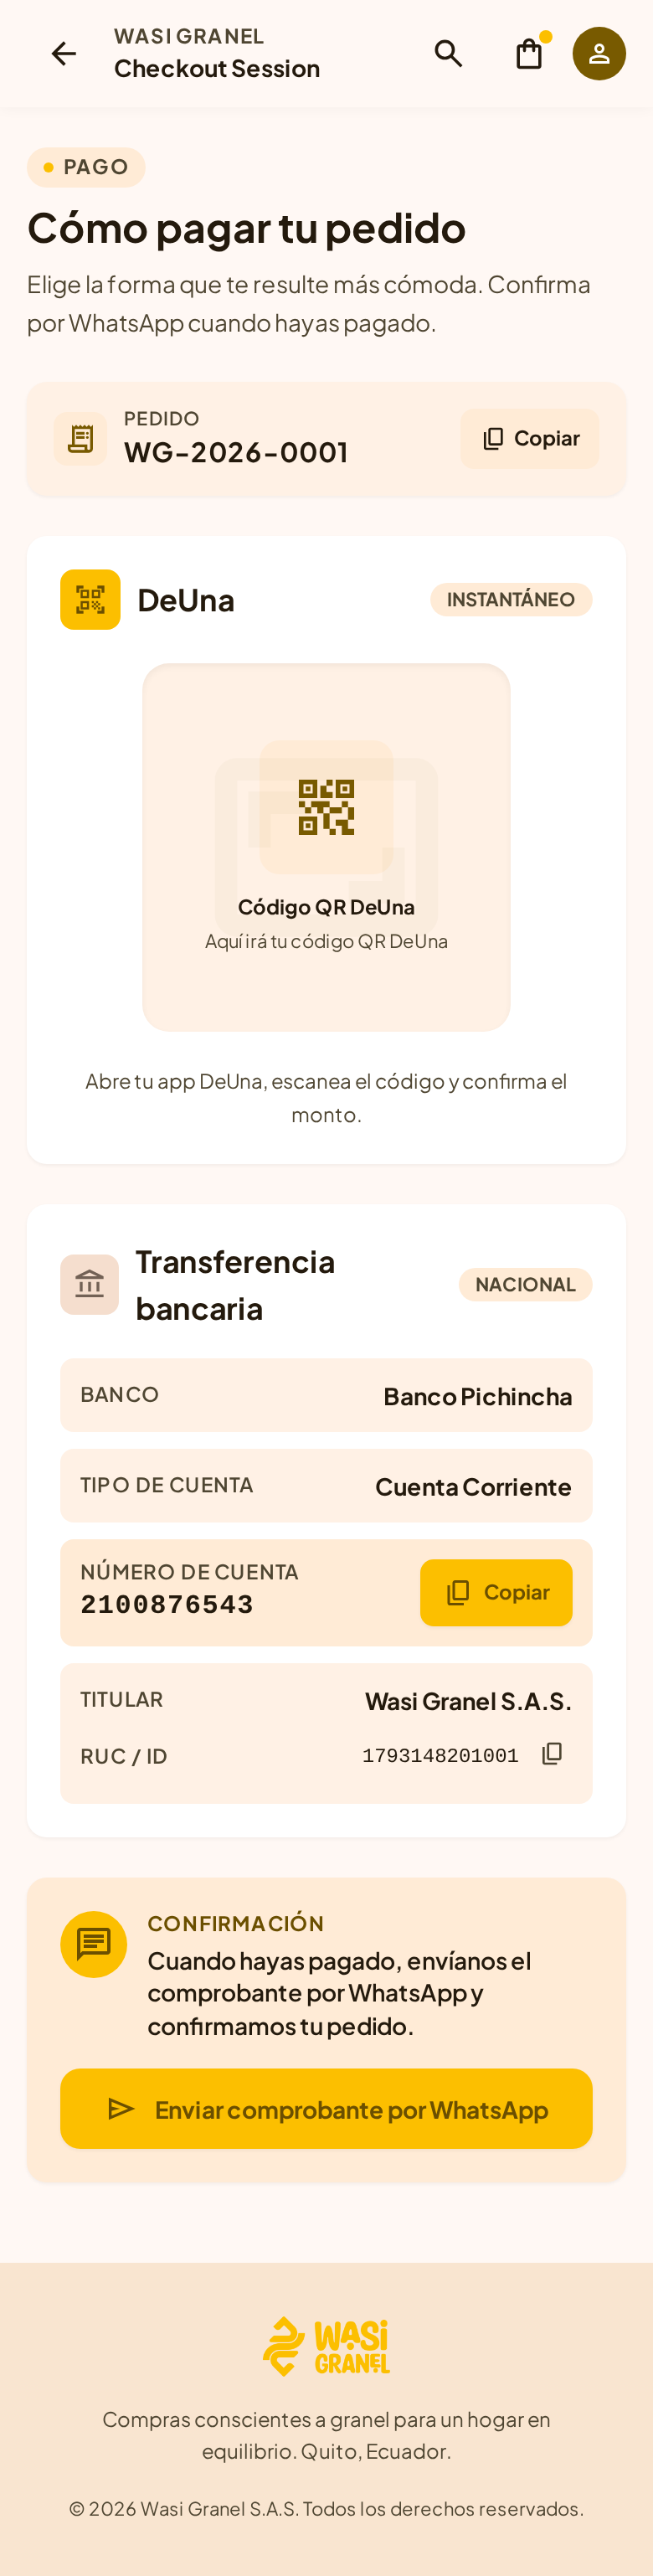 WASI GRANEL
Checkout Session
PAGO
Cómo pagar tu pedido
Elige la forma que te resulte más cómoda. Confirma
por WhatsApp cuando hayas pagado.
PEDIDO
WG-2026-0001
Copiar
DeUna
INSTANTÁNEO
Código QR DeUna
Aquí irá tu código QR DeUna
Abre tu app DeUna, escanea el código y confirma el
monto.
Transferencia
bancaria
NACIONAL
BANCO
Banco Pichincha
TIPO DE CUENTA
Cuenta Corriente
NÚMERO DE CUENTA
2100876543
Copiar
TITULAR
Wasi Granel S.A.S.
RUC / ID
1793148201001
CONFIRMACIÓN
Cuando hayas pagado, envíanos el
comprobante por WhatsApp y
confirmamos tu pedido.
Enviar comprobante por WhatsApp
WASI
GRANEL
Compras conscientes a granel para un hogar en
equilibrio. Quito, Ecuador.
© 2026 Wasi Granel S.A.S. Todos los derechos reservados.